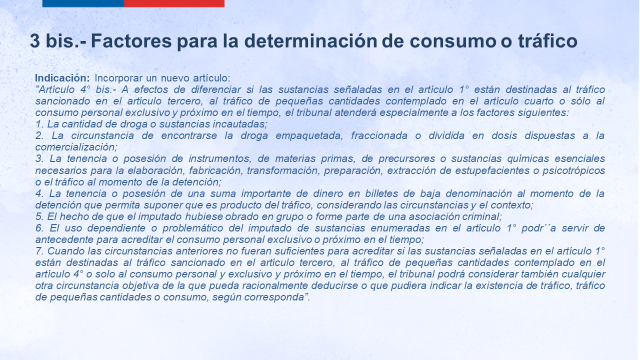 3 bis.- Factores para la determinación de consumo o tráfico
Indicación: Incorporar un nuevo artículo:
"Artículo 4° bis.- A efectos de diferenciar si las sustancias señaladas en el artículo 1° están destinadas al tráfico
sancionado en el articulo tercero, al tráfico de pequeñas cantidades contemplado en el articulo cuarto o sólo al
consumo personal exclusivo y próximo en el tiempo, el tribunal atenderá especialmente a los factores siguientes:
1. La cantidad de droga o sustancias incautadas;
2. La circunstancia de encontrarse la droga empaquetada, fraccionada o dividida en dosis dispuestas a la
comercialización;
3. La tenencia o posesión de instrumentos, de materias primas, de precursores o sustancias químicas esenciales
necesarios para la elaboración, fabricación, transformación, preparación, extracción de estupefacientes o psicotrópicos
o el tráfico al momento de la detención;
4. La tenencia o posesión de una suma importante de dinero en billetes de baja denominación al momento de la
detención que permita suponer que es producto del tráfico, considerando las circunstancias y el contexto;
5. El hecho de que el imputado hubiese obrado en grupo o forme parte de una asociación criminal;
6. El uso dependiente o problemático del imputado de sustancias enumeradas en el artículo 1° podr´´a servir de
antecedente para acreditar el consumo personal exclusivo o próximo en el tiempo;
7. Cuando las circunstancias anteriores no fueran suficientes para acreditar si las sustancias señaladas en el artículo 1°
están destinadas al tráfico sancionado en el articulo tercero, al tráfico de pequeñas cantidades contemplado en el
artículo 4° o solo al consumo personal y exclusivo y próximo en el tiempo, el tribunal podrá considerar también cualquier
otra circunstancia objetiva de la que pueda racionalmente deducirse o que pudiera indicar la existencia de tráfico, tráfico
de pequeñas cantidades o consumo, según corresponda".